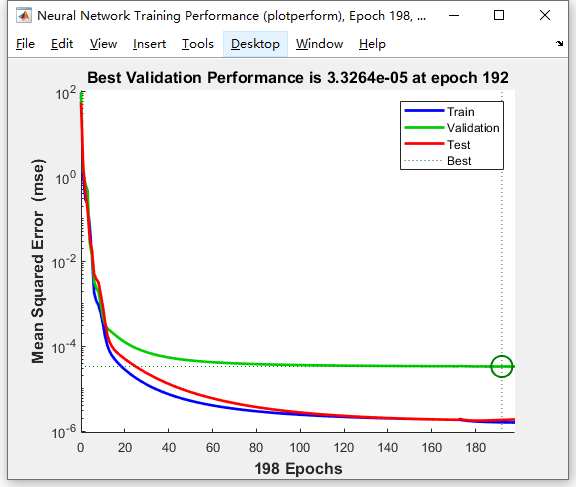 Neural Network Training Performance (plotperform), Epoch 198, ...
File Edit View Insert Tools Desktop Window Help
Best Validation Performance is 3.3264e-05 at epoch 192
Train
Validation
Test
Best
Mean Squared Error (mse)
10^2
10^0
10^-2
10^-4
10^-6
0 20 40 60 80 100 120 140 160 180
198 Epochs